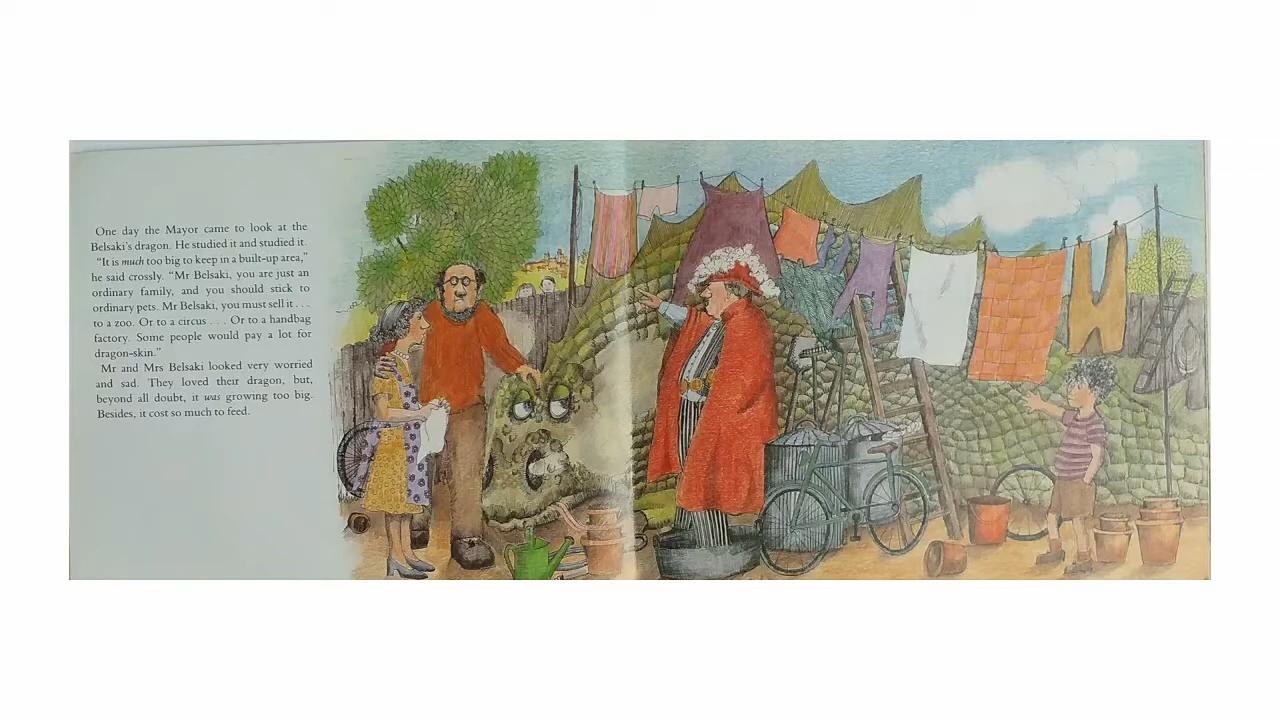 One day the Mayor came to look at the
Belsaki's dragon. He studied it and studied it.
"It is much too big to keep in a built-up area,"
he said crossly. "Mr Belsaki, you are just an
ordinary family, and you should stick to
ordinary pets. Mr Belsaki, you must sell it . . .
to a zoo. Or to a circus . . . . Or to a handbag
factory. Some people would pay a lot for
dragon-skin."
Mr and Mrs Belsaki looked very worried
and sad. They loved their dragon, but,
beyond all doubt, it was growing too big.
Besides, it cost so much to feed.